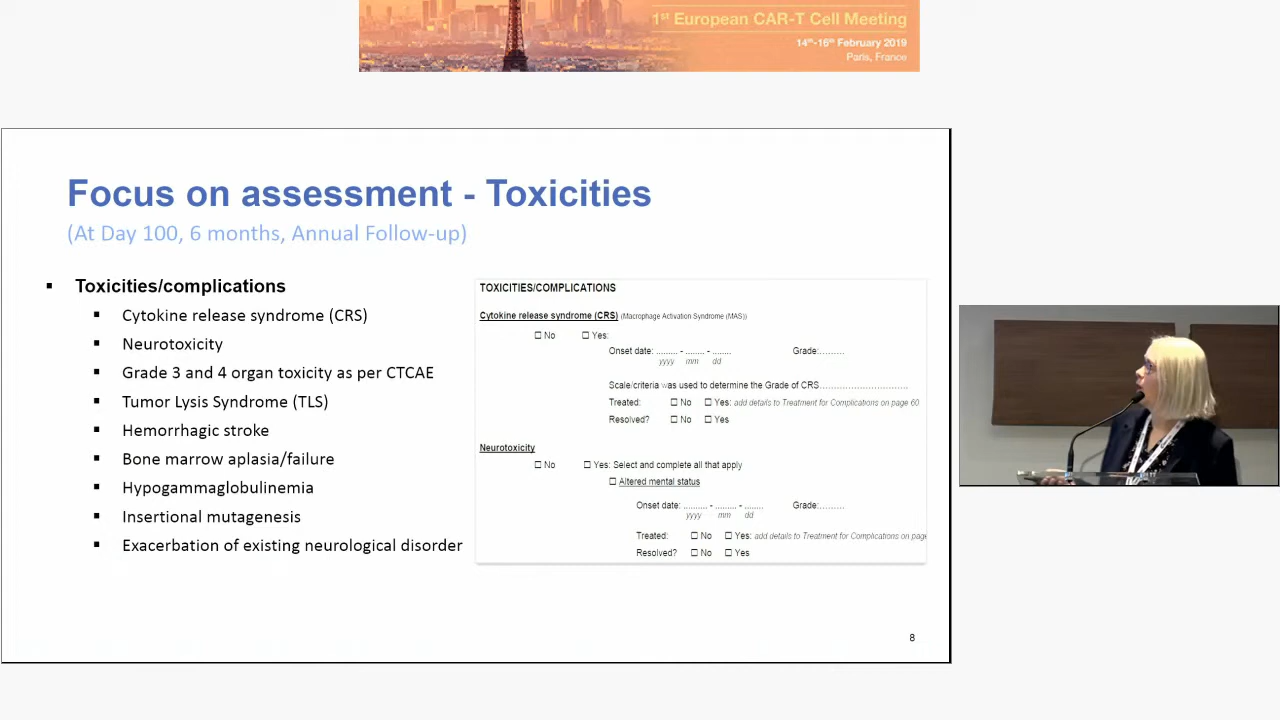 1st European CAR-T Cell Meeting
14th-16th February 2019
Paris, France
Focus on assessment - Toxicities
(At Day 100, 6 months, Annual Follow-up)
▪ Toxicities/complications
▪ Cytokine release syndrome (CRS)
▪ Neurotoxicity
▪ Grade 3 and 4 organ toxicity as per CTCAE
▪ Tumor Lysis Syndrome (TLS)
▪ Hemorrhagic stroke
▪ Bone marrow aplasia/failure
▪ Hypogammaglobulinemia
▪ Insertional mutagenesis
▪ Exacerbation of existing neurological disorder
TOXICITIES/COMPLICATIONS
Cytokine release syndrome (CRS) (Macrophage Activation Syndrome (MAS))
☐ No ☐ Yes:
Onset date: ......... - ........ - ........ Grade:.........
yyyy mm dd
Scale/criteria was used to determine the Grade of CRS................................
Treated: ☐ No ☐ Yes: add details to Treatment for Complications on page 60
Resolved? ☐ No ☐ Yes
Neurotoxicity
☐ No ☐ Yes: Select and complete all that apply
☐ Altered mental status
Onset date: ......... - ........ - ........ Grade:.........
yyyy mm dd
Treated: ☐ No ☐ Yes: add details to Treatment for Complications on page
Resolved? ☐ No ☐ Yes
8